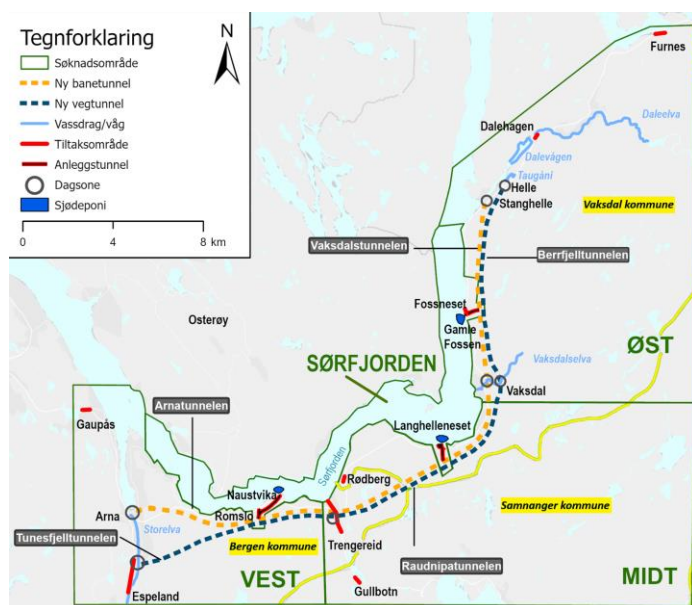 Tegnforklaring
Søknadsområde
Ny banetunnel
Ny vegtunnel
Vassdrag/våg
Tiltaksområde
Anleggstunnel
Dagsone
Sjødeponi
0 4 8 km
N
Furnes
Daleelva
Dalehagen
Dalevågen
Taugåni
Helle
Stanghelle
Vaksdal kommune
Vaksdalstunnelen
Berrfjelltunnelen
Fossneset
Gamle
Fossen
Osterøy
SØRFJORDEN
ØST
Vaksdalselva
Vaksdal
Arnatunnelen
Gaupås
Langhelleneset
Sørfjorden
Rødberg
Naustvika
Romslo
Samnanger kommune
Arna
Storelva
Tunesfjelltunnelen
Bergen kommune
Trengereid
Raudnipatunnelen
VEST
MIDT
Gullbotn
Espeland